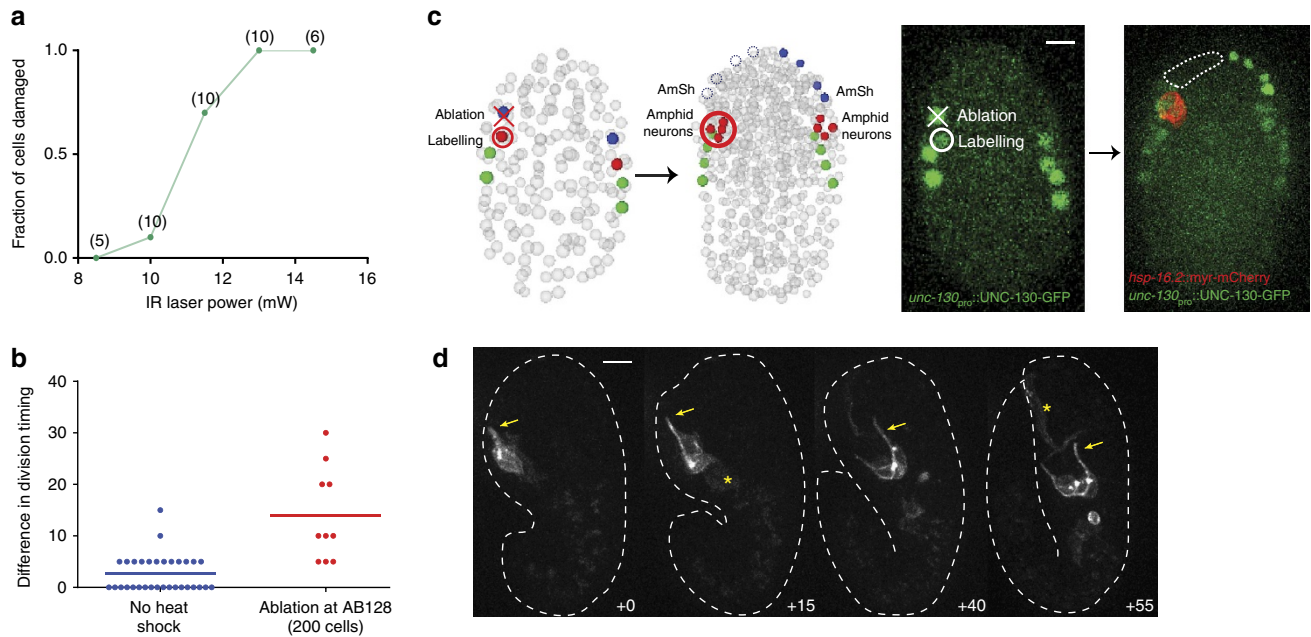 a
Fraction of cells damaged
1.0
0.5
0.0
(5)
(10)
(10)
(10)
(6)
8
10
12
14
16
IR laser power (mW)
b
Difference in division timing
40
30
20
10
0
No heat
shock
Ablation at AB128
(200 cells)
c
Ablation
Labelling
AmSh
Amphid
neurons
AmSh
Amphid
neurons
Ablation
Labelling
unc-130pro::UNC-130-GFP
hsp-16.2:myr-mCherry
unc-130pro::UNC-130-GFP
d
*
*
+0
+15
+40
+55